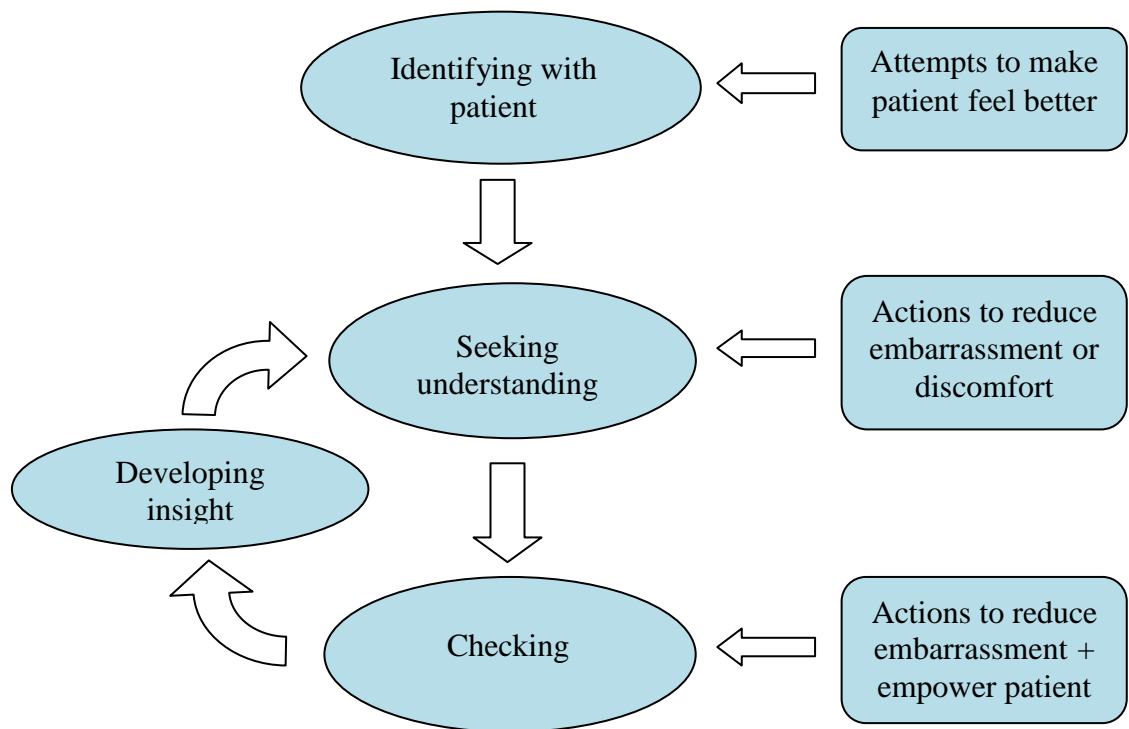 Identifying with
patient
Attempts to make
patient feel better
Seeking
understanding
Actions to reduce
embarrassment or
discomfort
Developing
insight
Checking
Actions to reduce
embarrassment +
empower patient